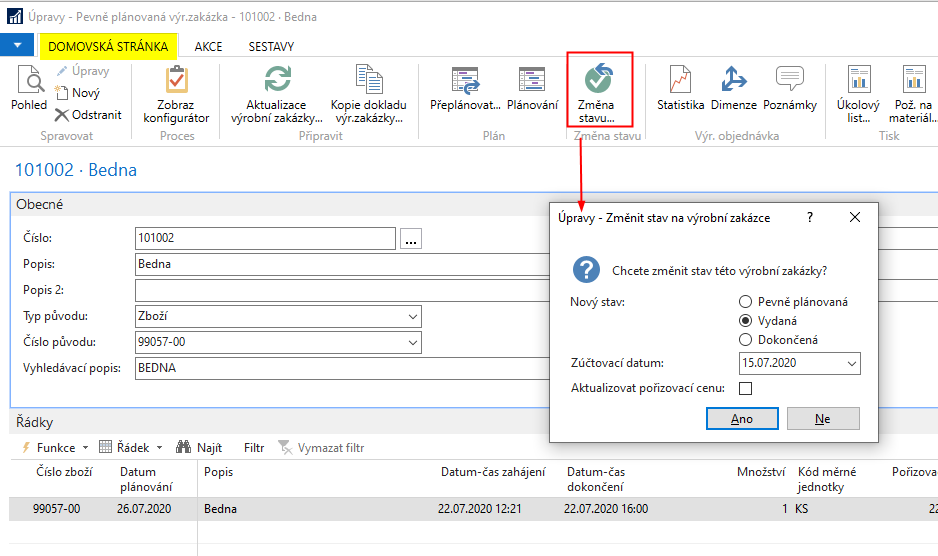 Úpravy - Pevně plánovaná výr.zakázka - 101002 · Bedna
DOMOVSKÁ STRÁNKA
AKCE
SESTAVY
Pohled
Úpravy
Nový
Odstranit
Spravovat
Zobraz
konfigurátor
Proces
Aktualizace
výrobní zakázky...
Kopie dokladu
výr.zakázky...
Připravit
Přeplánovat...
Plánování
Plán
Změna
stavu...
Změna stavu
Statistika
Dimenze
Poznámky
Výr. objednávka
Úkolový
list...
Pož. na
materiál...
Tisk
101002 · Bedna
Obecné
Číslo:
101002
...
Popis:
Bedna
Popis 2:
Typ původu:
Zboží
Číslo původu:
99057-00
Vyhledávací popis:
BEDNA
Úpravy - Změnit stav na výrobní zakázce
?
Chcete změnit stav této výrobní zakázky?
Nový stav:
Pevně plánovaná
Vydaná
Dokončená
Zúčtovací datum:
15.07.2020
Aktualizovat pořizovací cenu:
Ano
Ne
Řádky
Funkce
Řádek
Najít
Filtr
Vymazat filtr
Číslo zboží
Datum
plánování
Popis
Datum-čas zahájení
Datum-čas
dokončení
Množství
Kód měrné
jednotky
Pořizova
99057-00
26.07.2020
Bedna
22.07.2020 12:21
22.07.2020 16:00
1
KS
22